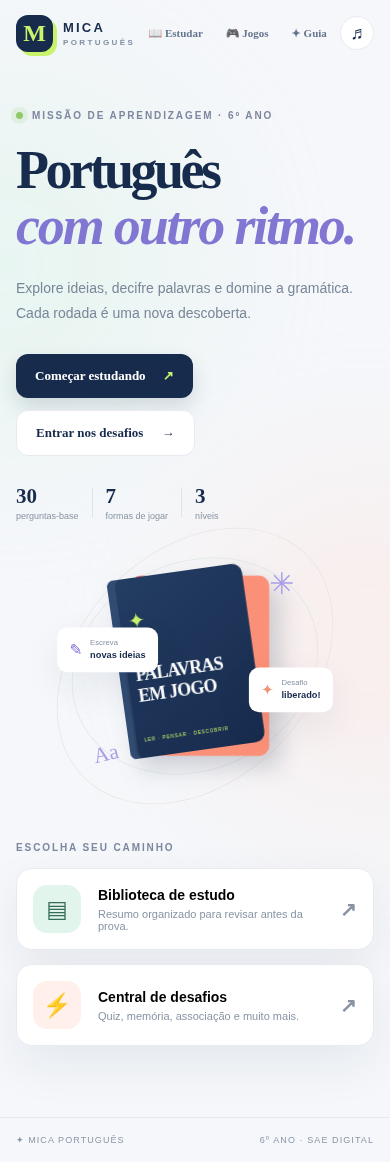 M MICA
PORTUGUÊS
📖 Estudar 🎮 Jogos ✦ Guia ♬
MISSÃO DE APRENDIZAGEM · 6º ANO
Português
com outro ritmo.
Explore ideias, decifre palavras e domine a gramática.
Cada rodada é uma nova descoberta.
Começar estudando ↗
Entrar nos desafios →
30 7 3
perguntas-base formas de jogar níveis
✳
✦
✎ Escreva
novas ideias
PALAVRAS
EM JOGO
✦ Desafio
liberado!
LER · PENSAR · DESCOBRIR
Aa
ESCOLHA SEU CAMINHO
▤ Biblioteca de estudo ↗
Resumo organizado para revisar antes da
prova.
⚡ Central de desafios ↗
Quiz, memória, associação e muito mais.
✦ MICA PORTUGUÊS 6º ANO · SAE DIGITAL